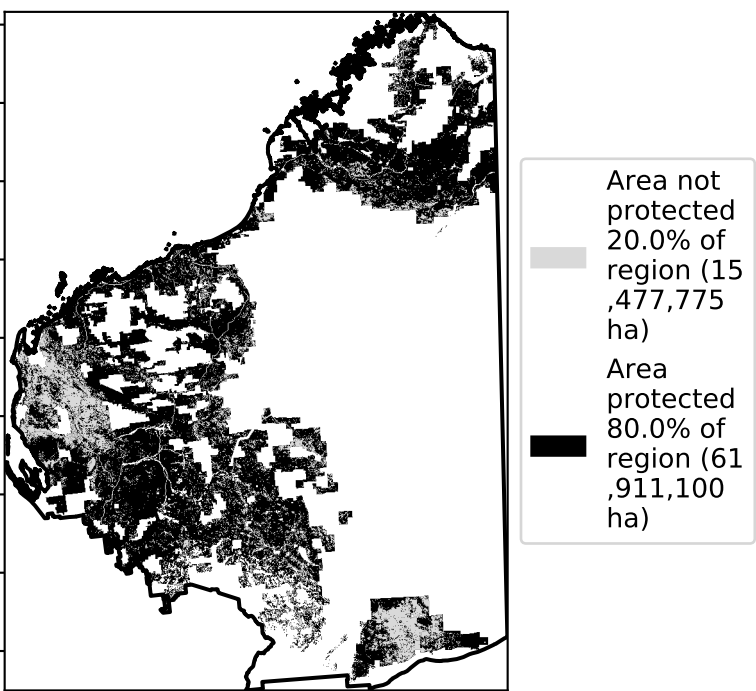 Area not
protected
20.0% of
region (15
,477,775
ha)
Area
protected
80.0% of
region (61
,911,100
ha)